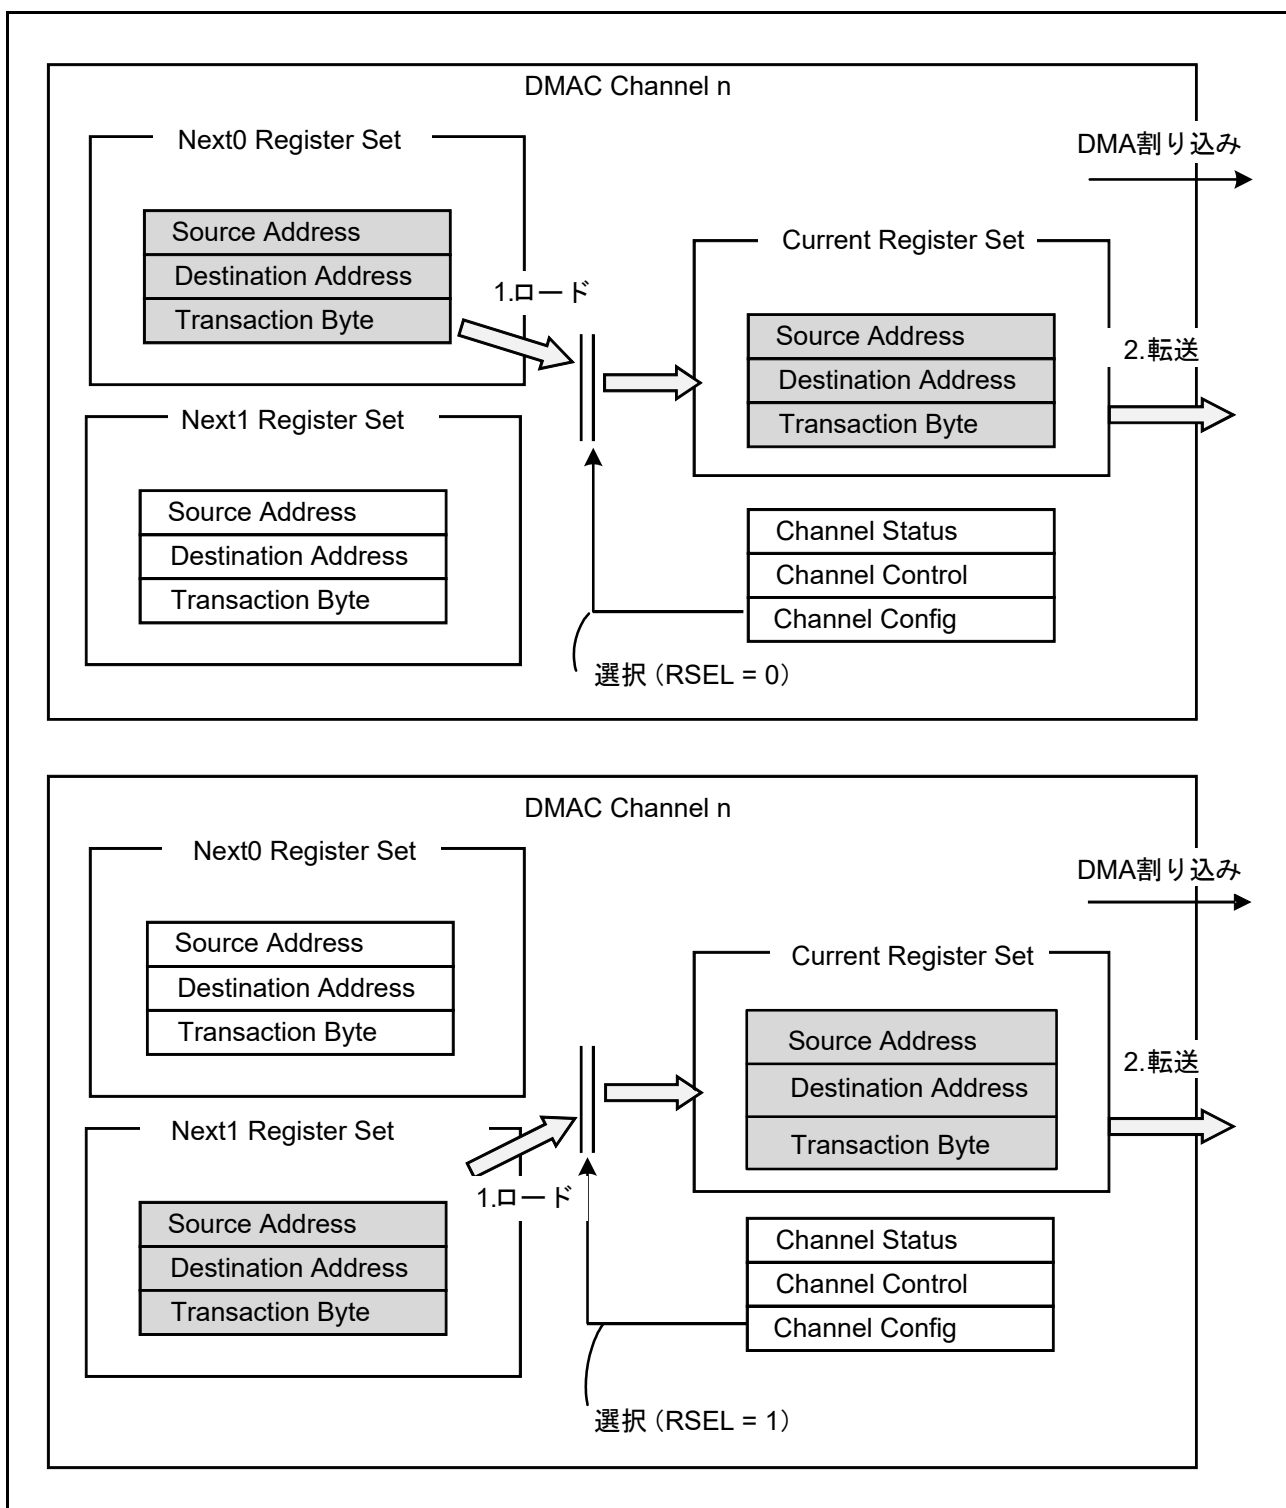 DMAC Channel n
Next0 Register Set
DMA割り込み
Source Address
Destination Address
Transaction Byte
1.ロード
Current Register Set
Source Address
Destination Address
Transaction Byte
2.転送
Next1 Register Set
Source Address
Destination Address
Transaction Byte
Channel Status
Channel Control
Channel Config
選択（RSEL = 0）
DMAC Channel n
Next0 Register Set
DMA割り込み
Source Address
Destination Address
Transaction Byte
Current Register Set
Source Address
Destination Address
Transaction Byte
2.転送
Next1 Register Set
1.ロード
Source Address
Destination Address
Transaction Byte
Channel Status
Channel Control
Channel Config
選択（RSEL = 1）